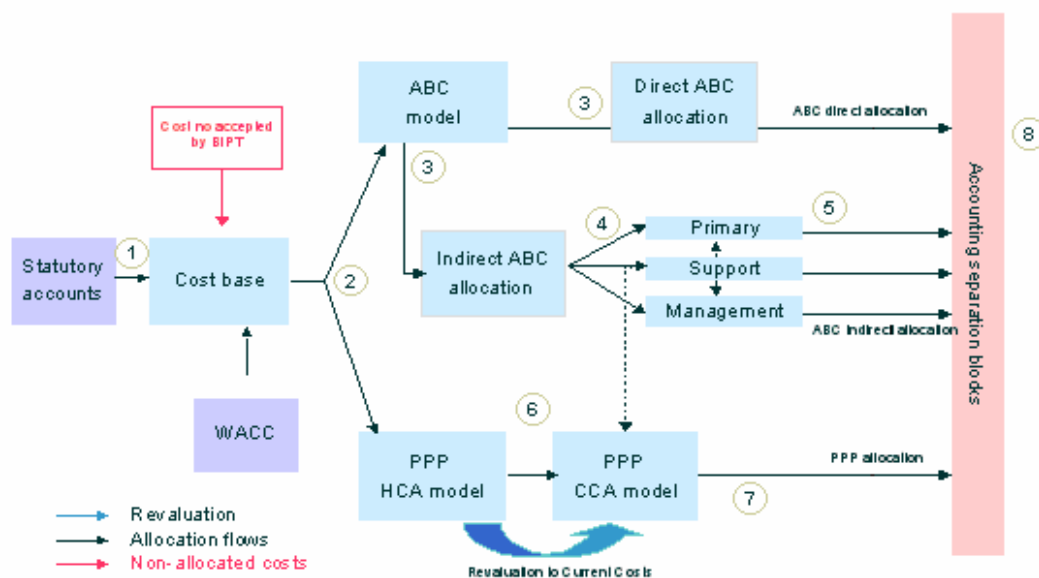 ABC
model
3
Direct ABC
allocation
ABC direct allocation
8
Cost no accepted
by BIPT
3
4
Primary
5
1
Statutory
accounts
Cost base
2
Indirect ABC
allocation
Support
Management
ABC Indirect allocation
Accounting separation blocks
WACC
6
PPP
HCA model
PPP
CCA model
PPP allocation
7
Revaluation
Allocation flows
Non-allocated costs
Revaluation to Current Costs